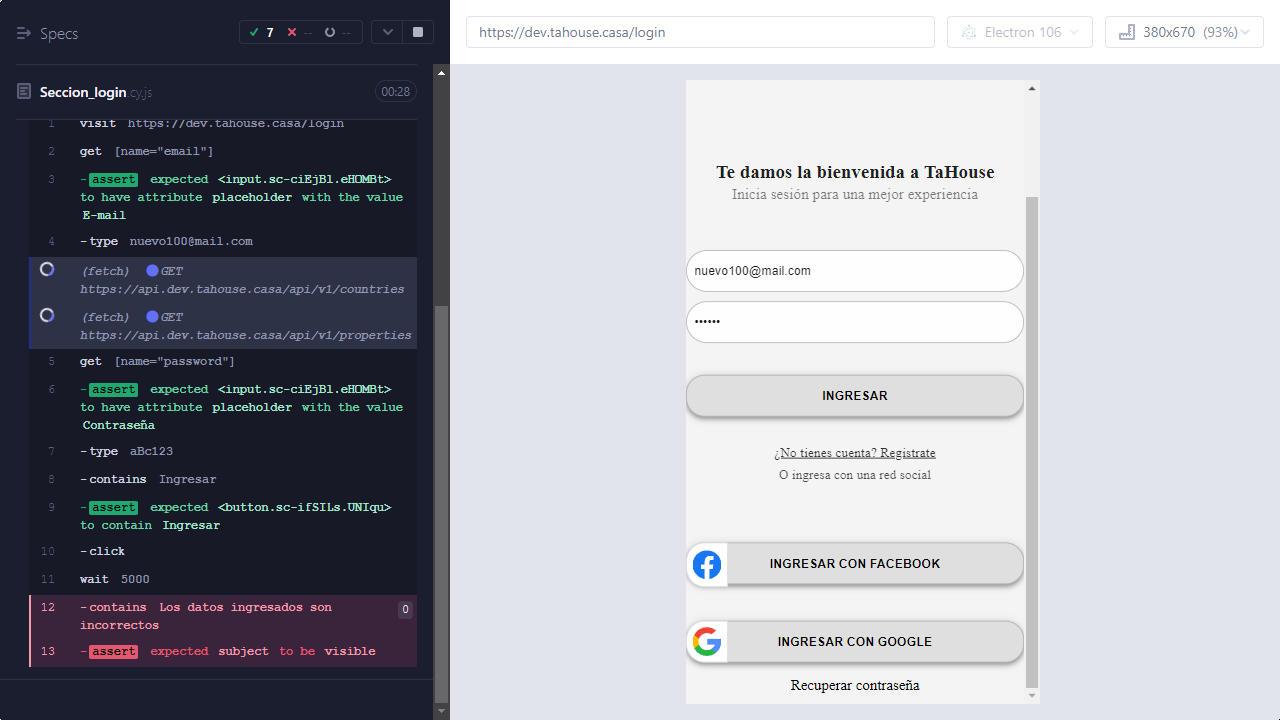 Specs
7
--
--
https://dev.tahouse.casa/login
Electron 106
380x670 (93%)
Seccion_login.cy.js
00:28
1 visit https://dev.tahouse.casa/login
2 get [name="email"]
3 -assert expected <input.sc-ciEjBl.eHOMBt>
to have attribute placeholder with the value
E-mail
4 -type nuevo100@mail.com
(fetch) GET
https://api.dev.tahouse.casa/api/v1/countries
(fetch) GET
https://api.dev.tahouse.casa/api/v1/properties
5 get [name="password"]
6 -assert expected <input.sc-ciEjBl.eHOMBt>
to have attribute placeholder with the value
Contraseña
7 -type aBc123
8 -contains Ingresar
9 -assert expected <button.sc-ifSILs.UNIqu>
to contain Ingresar
10 -click
11 wait 5000
12 -contains Los datos ingresados son
incorrectos
0
13 -assert expected subject to be visible
Te damos la bienvenida a TaHouse
Inicia sesión para una mejor experiencia
nuevo100@mail.com
••••••
INGRESAR
¿No tienes cuenta? Registrate
O ingresa con una red social
INGRESAR CON FACEBOOK
INGRESAR CON GOOGLE
Recuperar contraseña